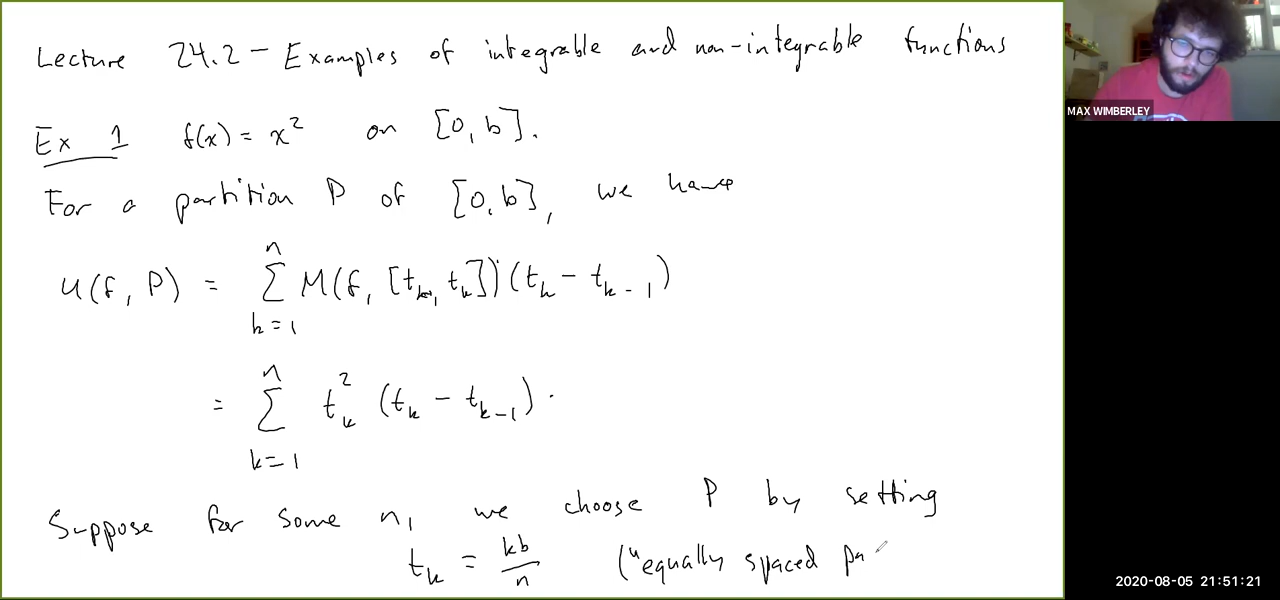 Lecture 24.2 - Examples of integrable and non-integrable functions
MAX WIMBERLEY
Ex 1 f(x) = x² on [0, b].
For a partition P of [0, b], we have
U(f, P) = Σ_{k=1}^{n} M(f, [t_{k-1}, t_k]) (t_k - t_{k-1})
= Σ_{k=1}^{n} t_k² (t_k - t_{k-1}).
Suppose for some n, we choose P by setting
t_k = kb/n ("equally spaced pa
2020-08-05 21:51:21